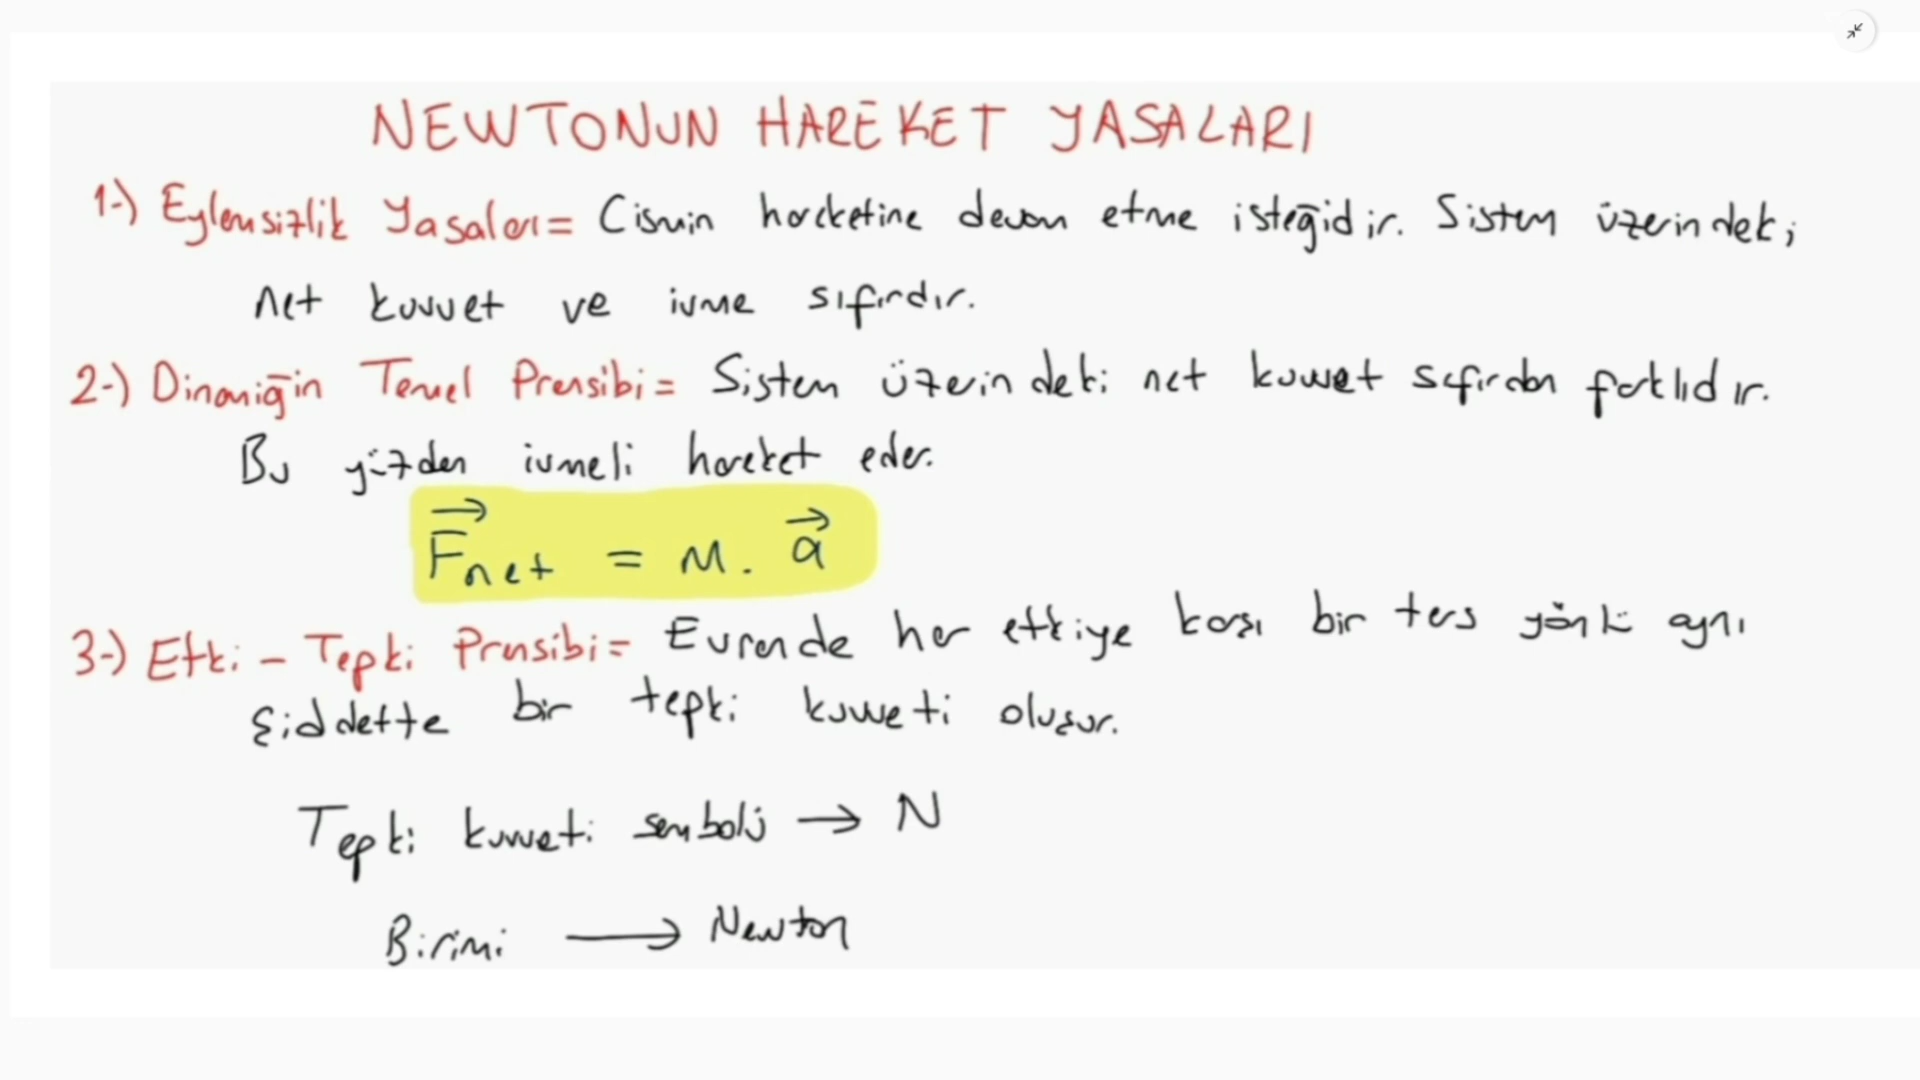 NEWTONUN HAREKET YASALARI
1-) Eylemsizlik Yasaları= Cismin hareketine devam etme isteğidir. Sistem üzerindeki
net kuvvet ve ivme sıfırdır.
2-) Dinamiğin Temel Prensibi= Sistem üzerindeki net kuvvet sıfırdan farklıdır.
Bu yüzden ivmeli hareket eder.
F⃗net = m. a⃗
3-) Etki - Tepki Prensibi= Evrende her etkiye karşı bir ters yönlü aynı
şiddette bir tepki kuvveti oluşur.
Tepki kuvveti sembolü → N
Birimi → Newton